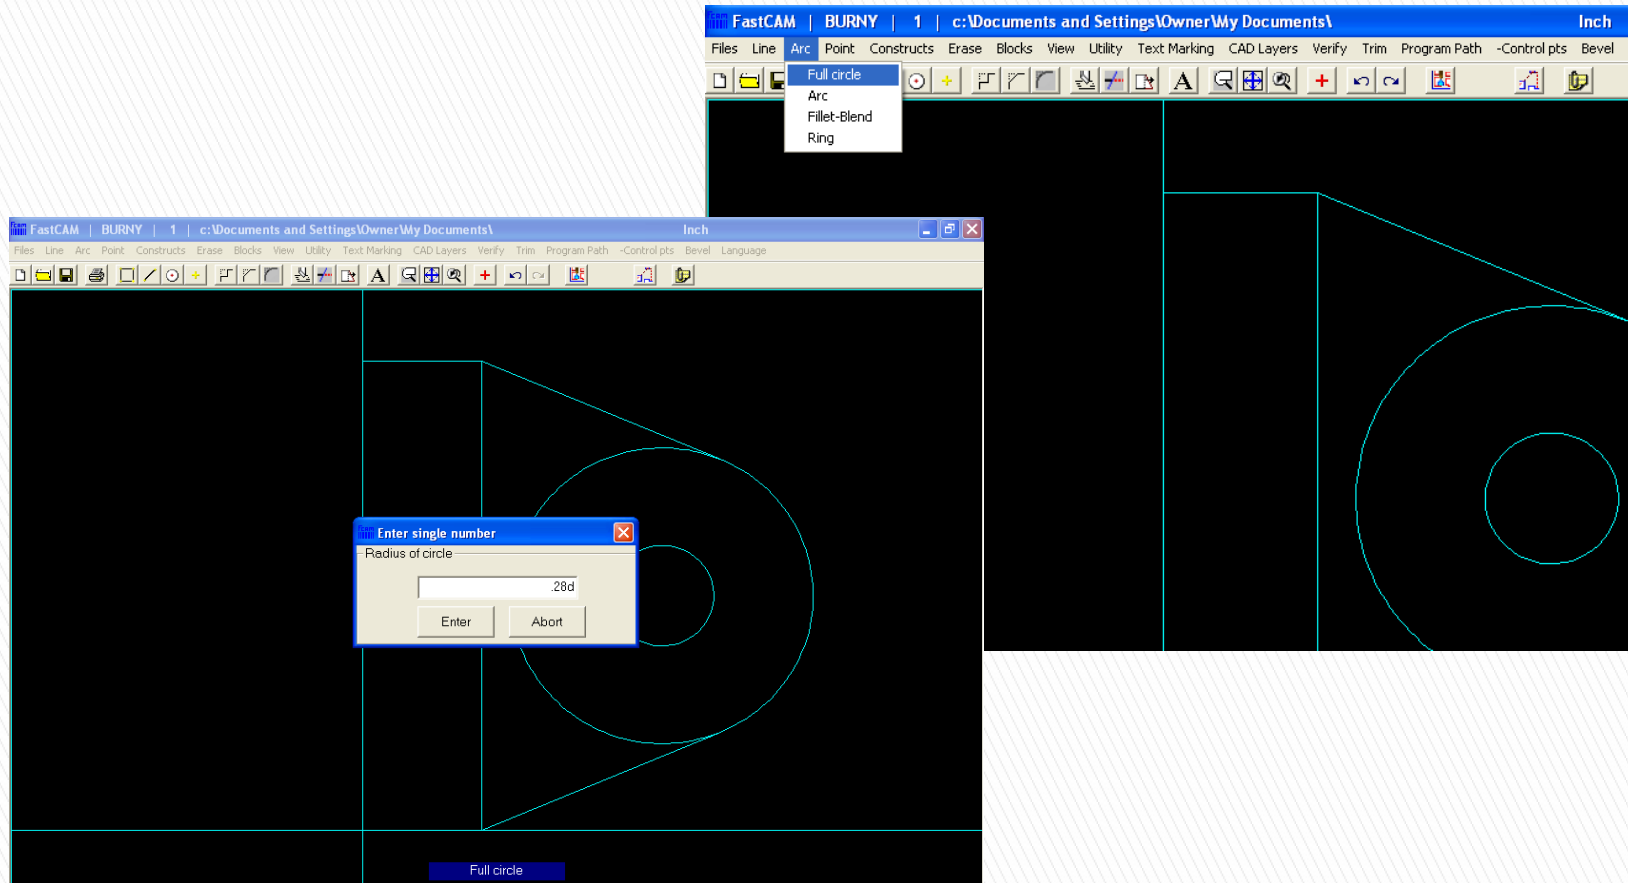 FastCAM | BURNY | 1 | c:\Documents and Settings\Owner\My Documents\ Inch
Files Line Arc Point Constructs Erase Blocks View Utility Text Marking CAD Layers Verify Trim Program Path -Control pts Bevel
Full circle
Arc
Fillet-Blend
Ring
FastCAM | BURNY | 1 | c:\Documents and Settings\Owner\My Documents\ Inch
Files Line Arc Point Constructs Erase Blocks View Utility Text Marking CAD Layers Verify Trim Program Path -Control pts Bevel Language
Enter single number
Radius of circle
.28d
Enter Abort
Full circle